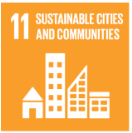 11 SUSTAINABLE CITIES
AND COMMUNITIES